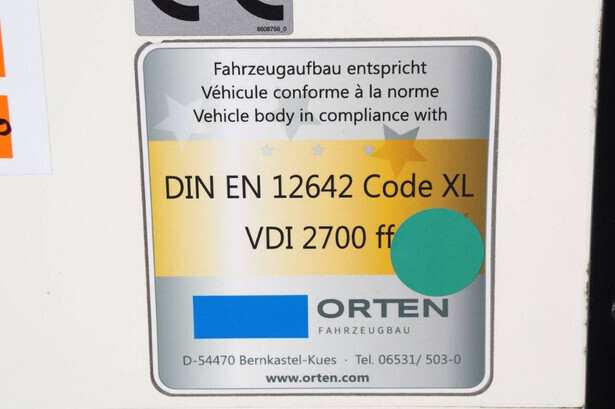 6608756_0
Fahrzeugaufbau entspricht
Véhicule conforme à la norme
Vehicle body in compliance with
DIN EN 12642 Code XL
VDI 2700 ff
ORTEN
FAHRZEUGBAU
D-54470 Bernkastel-Kues · Tel. 06531/ 503-0
www.orten.com